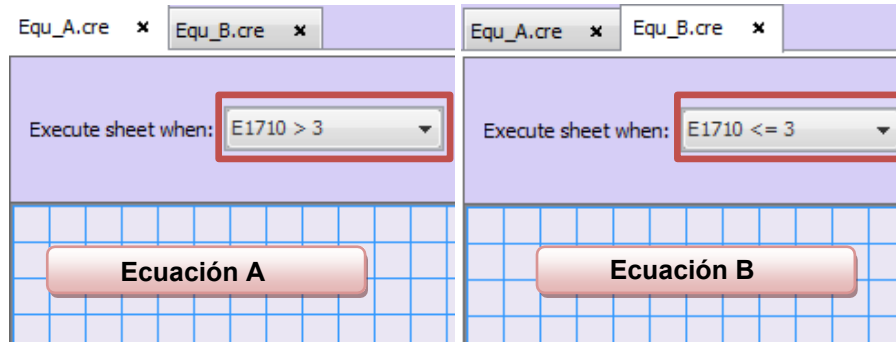 Equ_A.cre ×
Equ_B.cre ×
Execute sheet when: E1710 > 3
Ecuación A
Equ_A.cre ×
Equ_B.cre ×
Execute sheet when: E1710 <= 3
Ecuación B